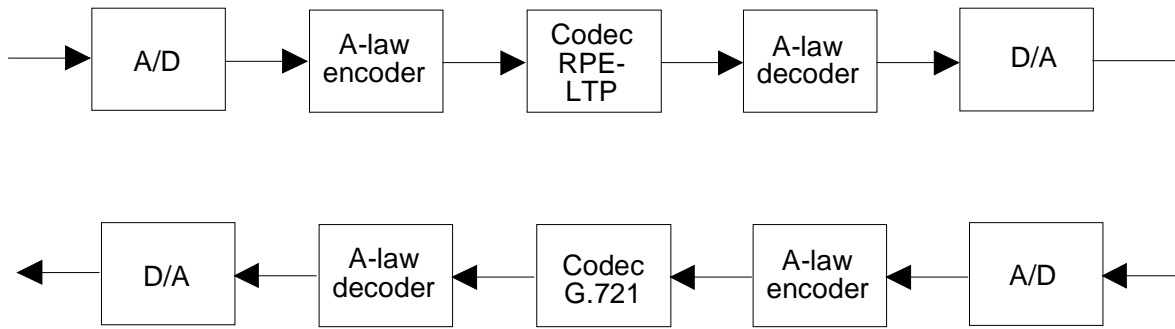 A/D
A-law
encoder
Codec
RPE-
LTP
A-law
decoder
D/A
D/A
A-law
decoder
Codec
G.721
A-law
encoder
A/D